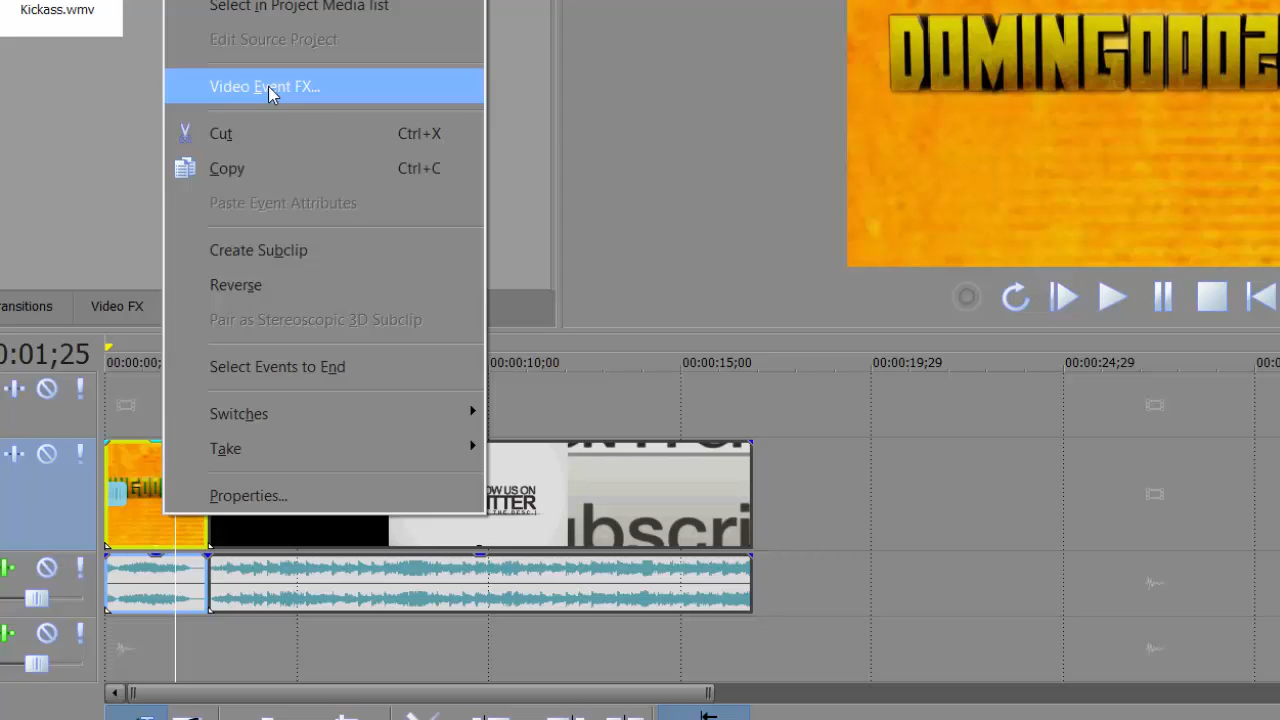 Kickass.wmv
Select in Project Media list
Edit Source Project
Video Event FX...
Cut Ctrl+X
Copy Ctrl+C
Paste Event Attributes
Create Subclip
Reverse
Pair as Stereoscopic 3D Subclip
Select Events to End
Switches
Take
Properties...
DOMINGOOO2
ansitions
Video FX
0:01;25
00:00:00;
00:00:10;00
00:00:15;00
00:00:19;29
00:00:24;29
00:0
OW US ON
ITTER
ubscri